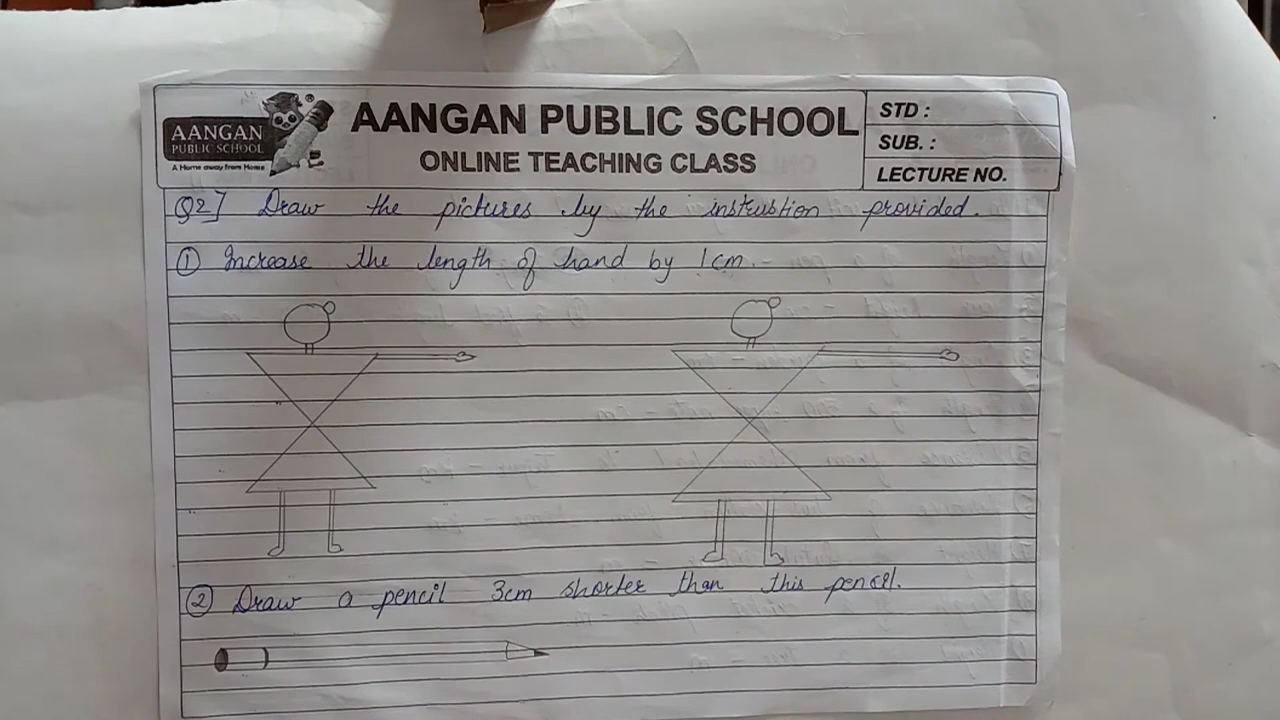 AANGAN
PUBLIC SCHOOL
A Home away from Home
AANGAN PUBLIC SCHOOL
ONLINE TEACHING CLASS
STD :
SUB. :
LECTURE NO.
Q2] Draw the pictures by the instrustion provided.
① Increase the length of hand by 1cm.
② Draw a pencil 3cm shorter than this pencil.